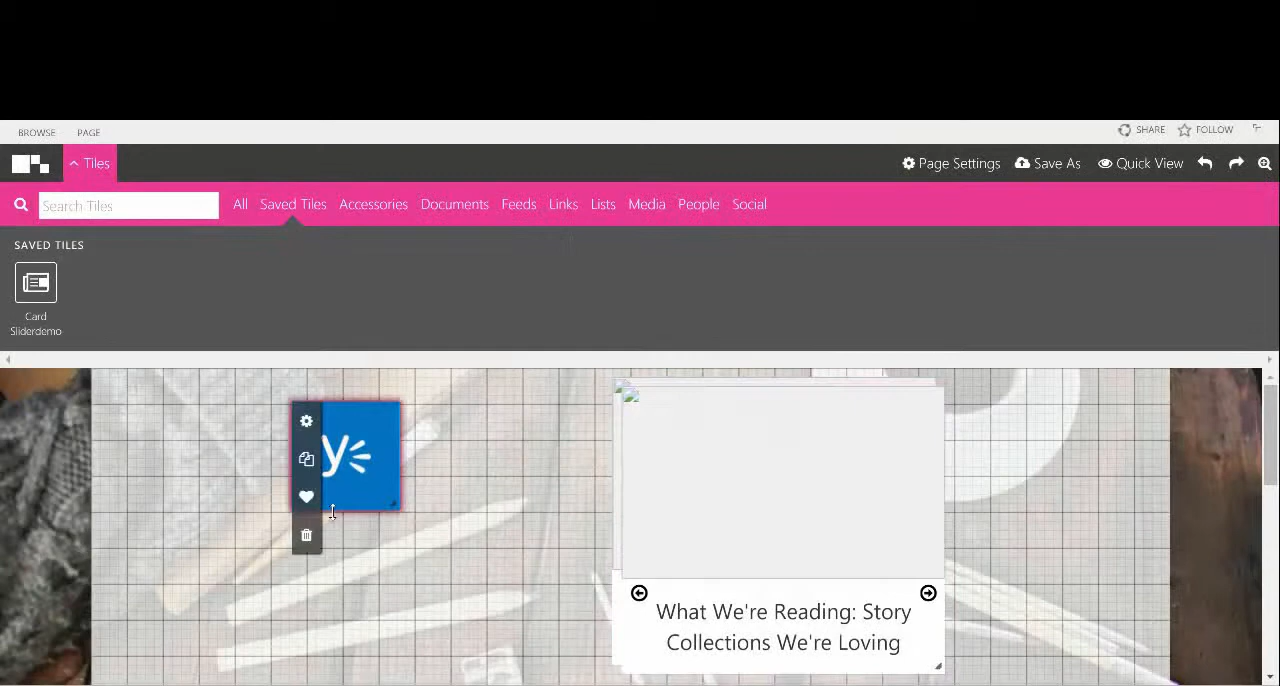 BROWSE PAGE SHARE FOLLOW
Tiles Page Settings Save As Quick View
Search Tiles All Saved Tiles Accessories Documents Feeds Links Lists Media People Social
SAVED TILES
Card
Sliderdemo
y
What We're Reading: Story
Collections We're Loving